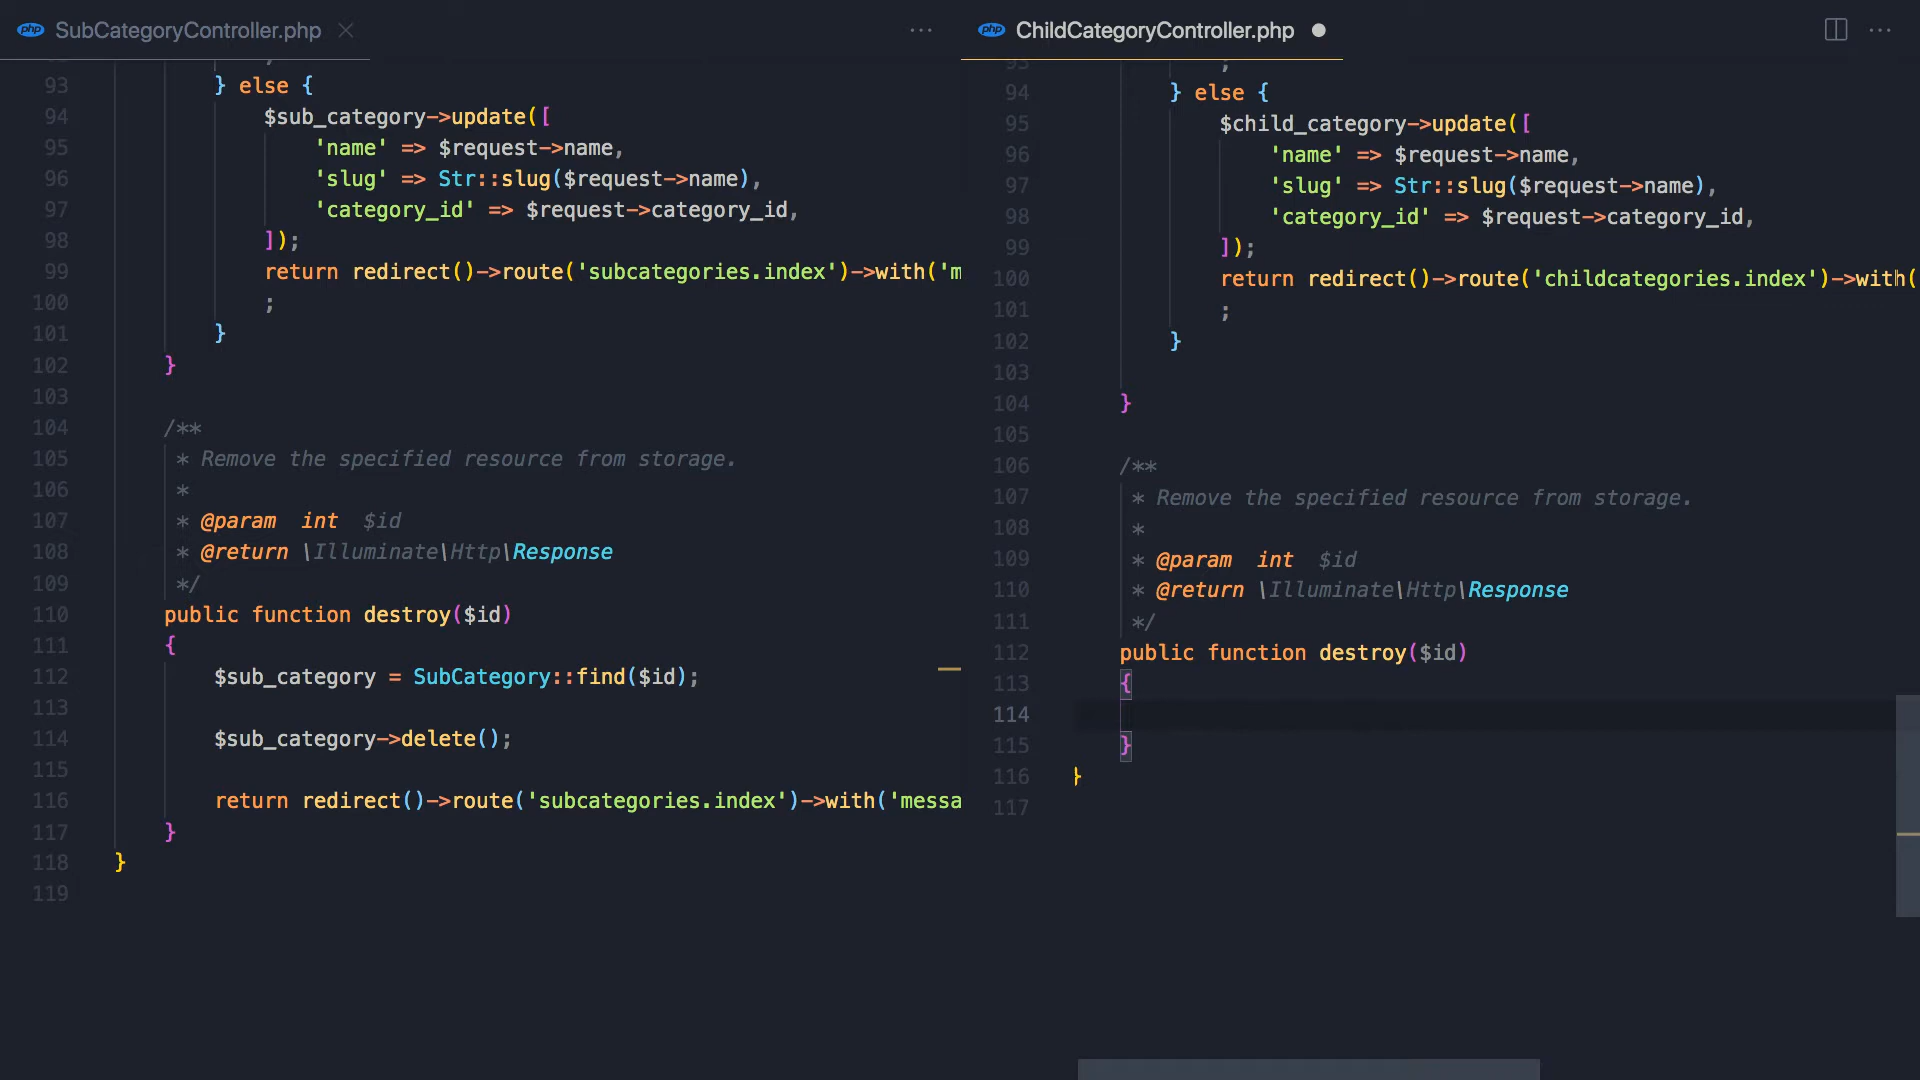 php SubCategoryController.php
93 } else {
94 $sub_category->update([
95 'name' => $request->name,
96 'slug' => Str::slug($request->name),
97 'category_id' => $request->category_id,
98 ]);
99 return redirect()->route('subcategories.index')->with('m
100 ;
101 }
102 }
103
104 /**
105 * Remove the specified resource from storage.
106 *
107 * @param  int  $id
108 * @return \Illuminate\Http\Response
109 */
110 public function destroy($id)
111 {
112 $sub_category = SubCategory::find($id);
113
114 $sub_category->delete();
115
116 return redirect()->route('subcategories.index')->with('messa
117 }
118 }
119
php ChildCategoryController.php
93 ;
94 } else {
95 $child_category->update([
96 'name' => $request->name,
97 'slug' => Str::slug($request->name),
98 'category_id' => $request->category_id,
99 ]);
100 return redirect()->route('childcategories.index')->with(
101 ;
102 }
103
104 }
105
106 /**
107 * Remove the specified resource from storage.
108 *
109 * @param  int  $id
110 * @return \Illuminate\Http\Response
111 */
112 public function destroy($id)
113 {
114
115 }
116 }
117